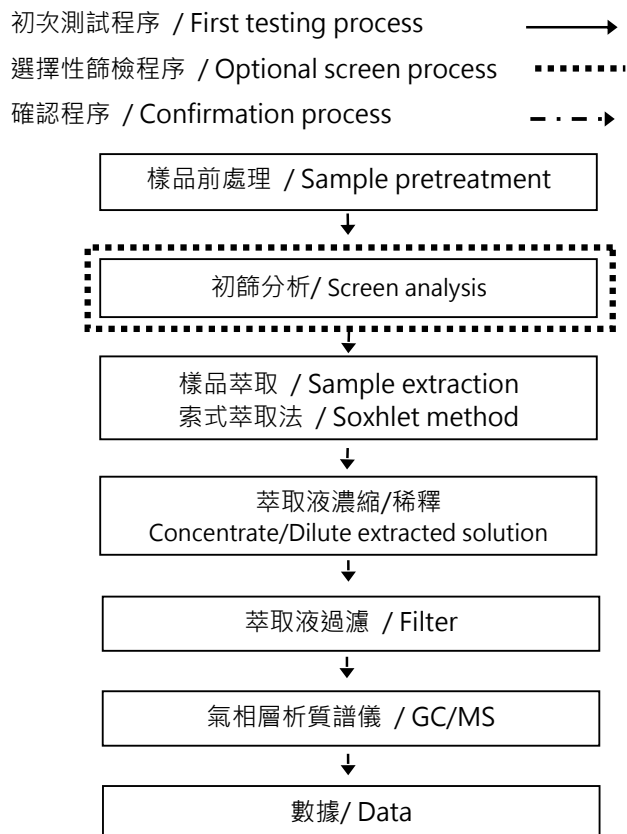 初次測試程序 / First testing process
選擇性篩檢程序 / Optional screen process
確認程序 / Confirmation process
樣品前處理 / Sample pretreatment
初篩分析/ Screen analysis
樣品萃取 / Sample extraction
索式萃取法 / Soxhlet method
萃取液濃縮/稀釋
Concentrate/Dilute extracted solution
萃取液過濾 / Filter
氣相層析質譜儀 / GC/MS
數據/ Data